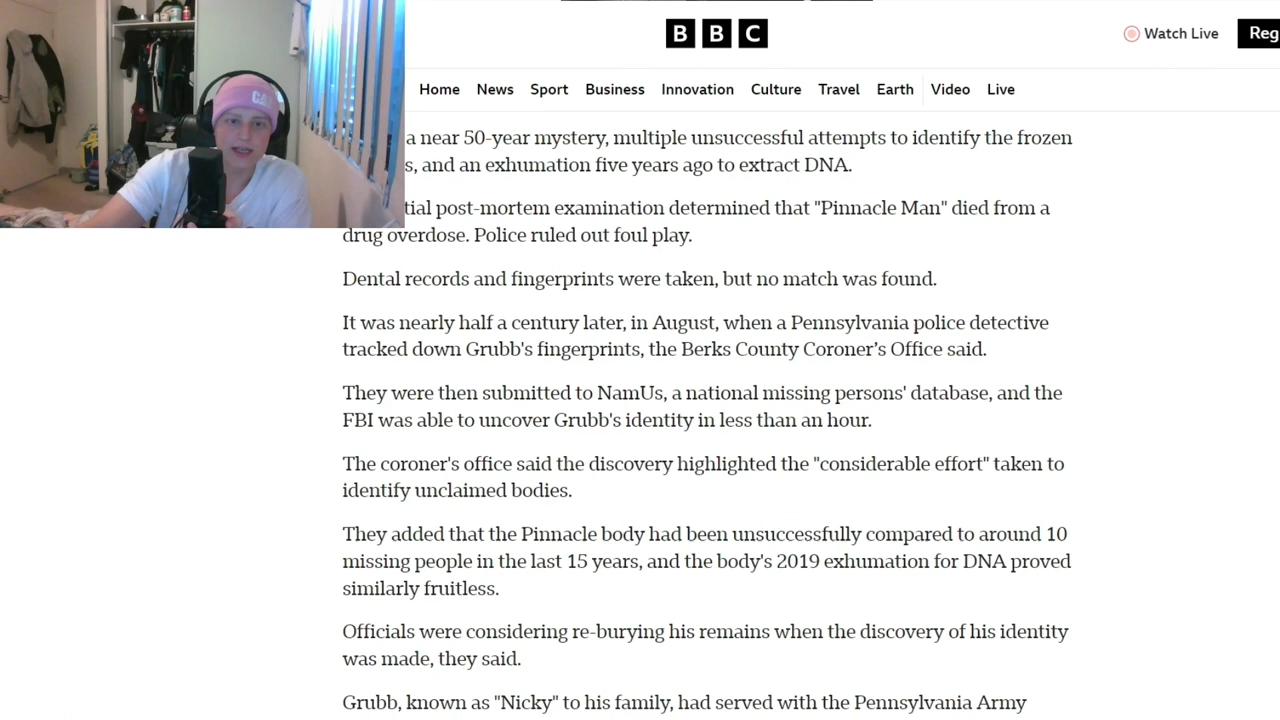 BBC
Watch Live
Reg
Home News Sport Business Innovation Culture Travel Earth Video Live
a near 50-year mystery, multiple unsuccessful attempts to identify the frozen
s, and an exhumation five years ago to extract DNA.
tial post-mortem examination determined that "Pinnacle Man" died from a
drug overdose. Police ruled out foul play.
Dental records and fingerprints were taken, but no match was found.
It was nearly half a century later, in August, when a Pennsylvania police detective
tracked down Grubb's fingerprints, the Berks County Coroner’s Office said.
They were then submitted to NamUs, a national missing persons' database, and the
FBI was able to uncover Grubb's identity in less than an hour.
The coroner's office said the discovery highlighted the "considerable effort" taken to
identify unclaimed bodies.
They added that the Pinnacle body had been unsuccessfully compared to around 10
missing people in the last 15 years, and the body's 2019 exhumation for DNA proved
similarly fruitless.
Officials were considering re-burying his remains when the discovery of his identity
was made, they said.
Grubb, known as "Nicky" to his family, had served with the Pennsylvania Army